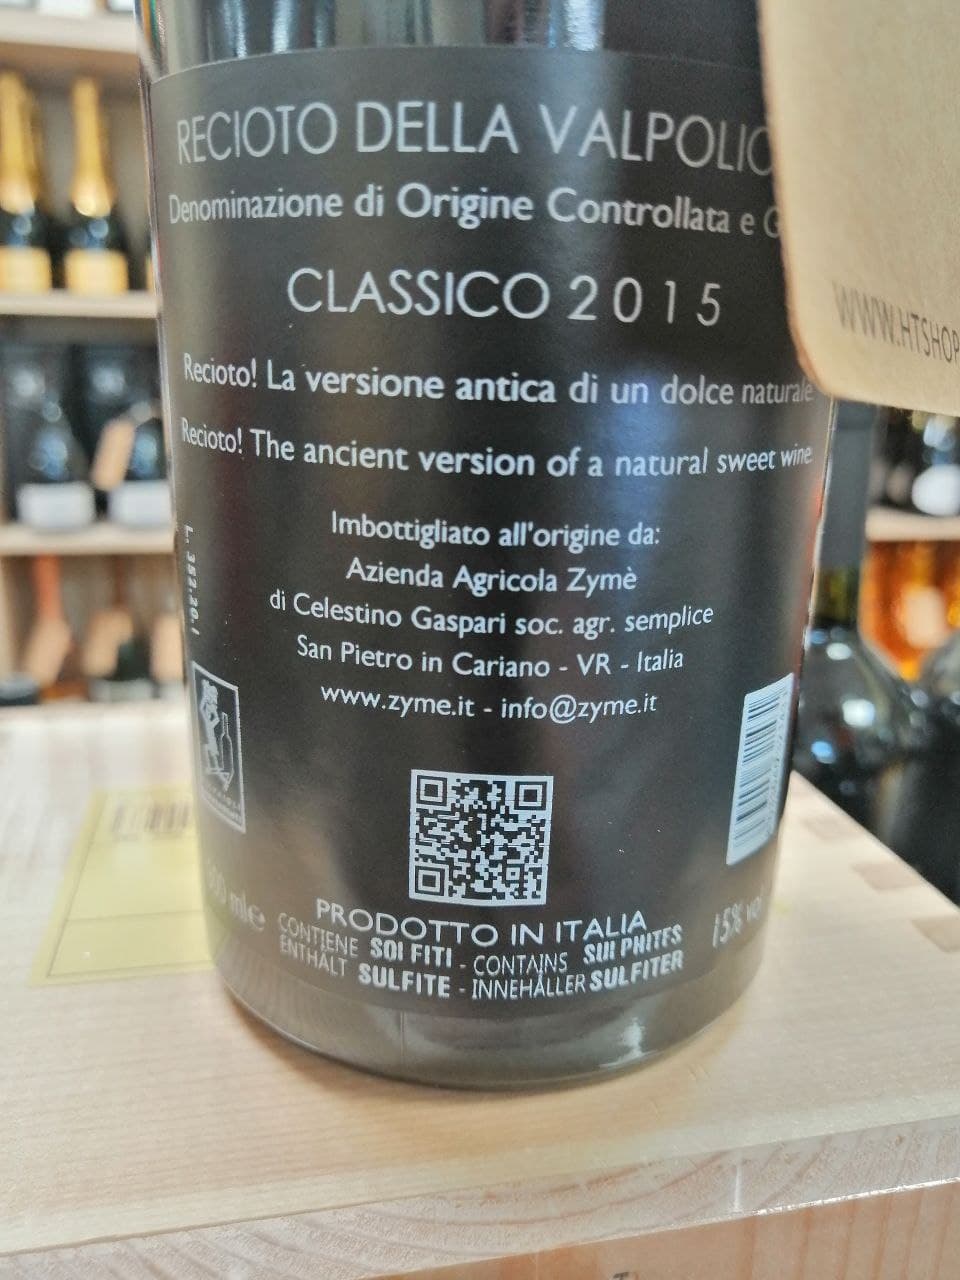 RECIOTO DELLA VALPOLIC
Denominazione di Origine Controllata e G
CLASSICO 2015
Recioto! La versione antica di un dolce naturale
Recioto! The ancient version of a natural sweet wine
Imbottigliato all'origine da:
Azienda Agricola Zymè
di Celestino Gaspari soc. agr. semplice
San Pietro in Cariano - VR - Italia
www.zyme.it - info@zyme.it
PRODOTTO IN ITALIA
CONTIENE SOLFITI - CONTAINS SULPHITES
ENTHÄLT SULFITE - INNEHÅLLER SULFITER
ml e
15% vol
WWW.HTSHOP